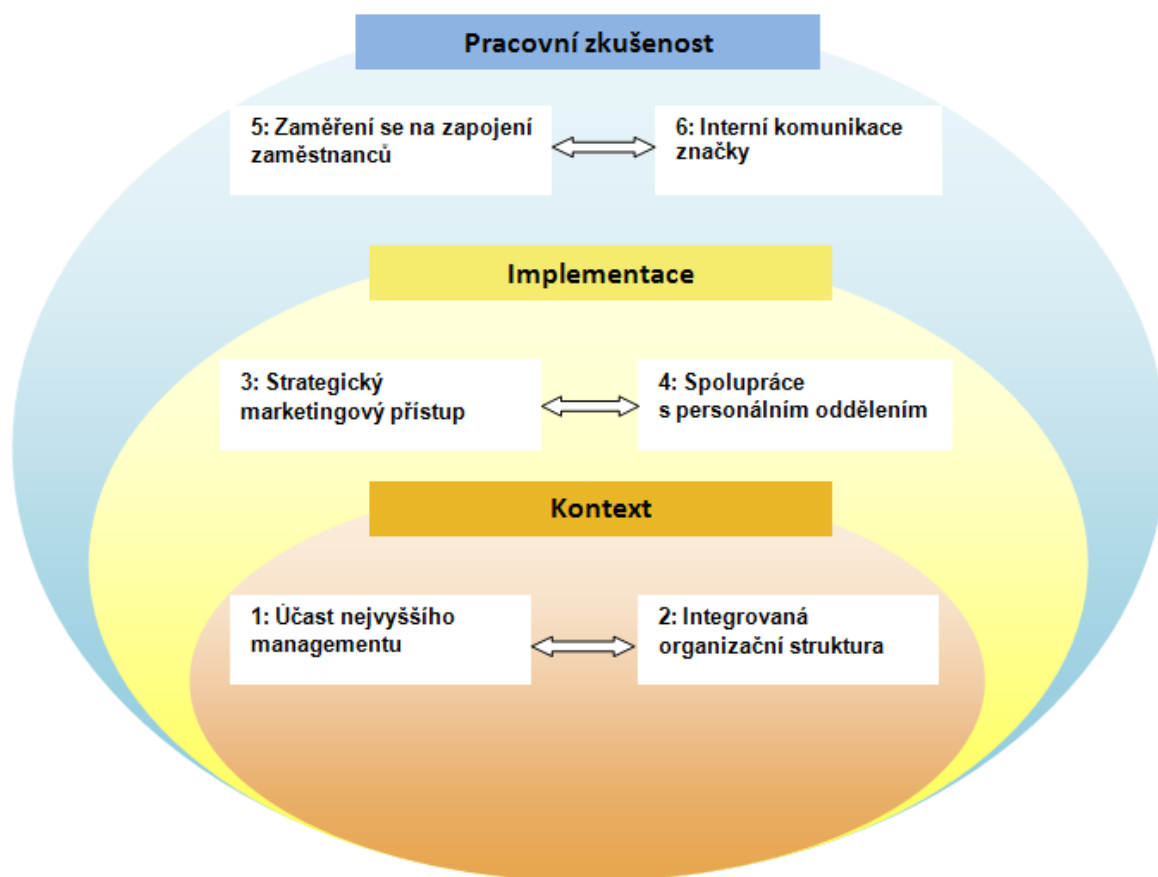 Pracovní zkušenost
5: Zaměření se na zapojení
zaměstnanců
6: Interní komunikace
značky
Implementace
3: Strategický
marketingový přístup
4: Spolupráce
s personálním oddělením
Kontext
1: Účast nejvyššího
managementu
2: Integrovaná
organizační struktura